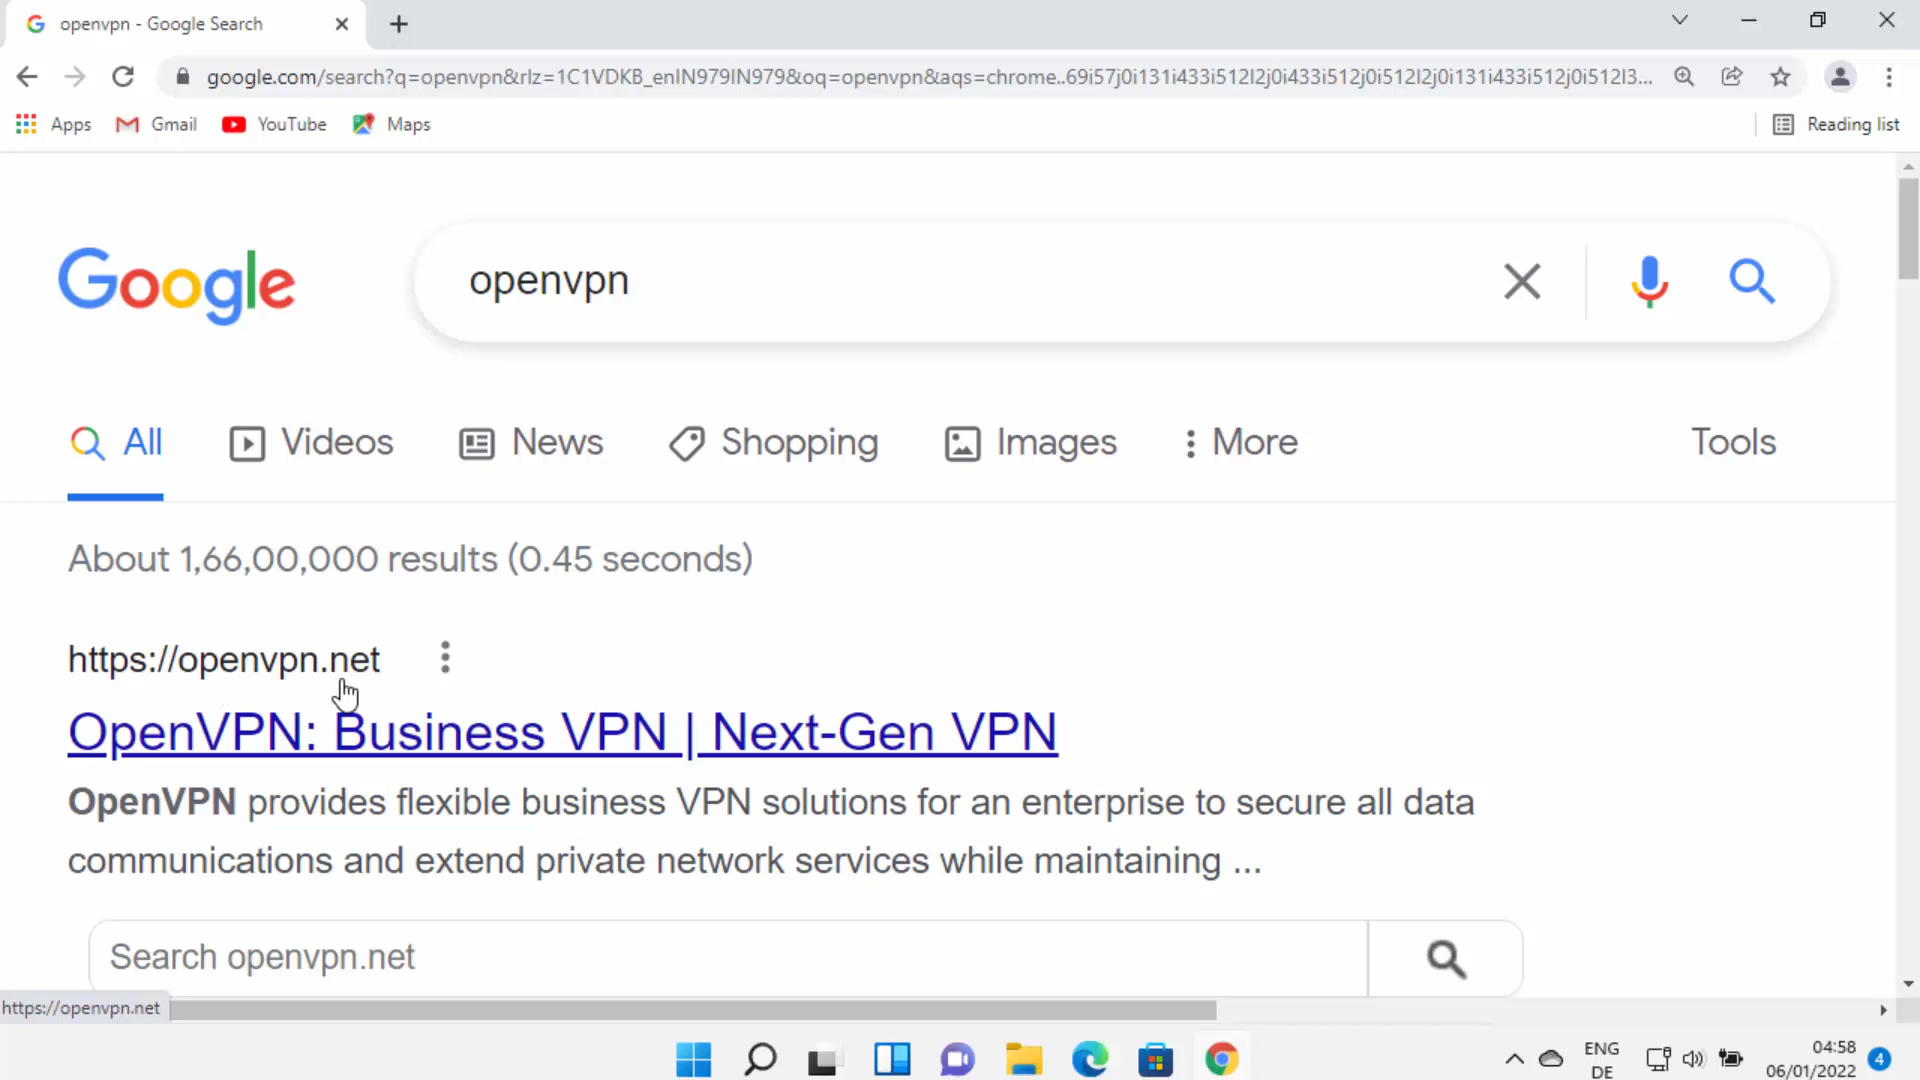 openvpn - Google Search
google.com/search?q=openvpn&rlz=1C1VDKB_enIN979IN979&oq=openvpn&aqs=chrome..69i57j0i131i433i512l2j0i433i512j0i512l2j0i131i433i512j0i512l3...
Apps
Gmail
YouTube
Maps
Reading list
Google
openvpn
All
Videos
News
Shopping
Images
More
Tools
About 1,66,00,000 results (0.45 seconds)
https://openvpn.net
OpenVPN: Business VPN | Next-Gen VPN
OpenVPN provides flexible business VPN solutions for an enterprise to secure all data
communications and extend private network services while maintaining ...
Search openvpn.net
https://openvpn.net
ENG
DE
04:58
06/01/2022
4